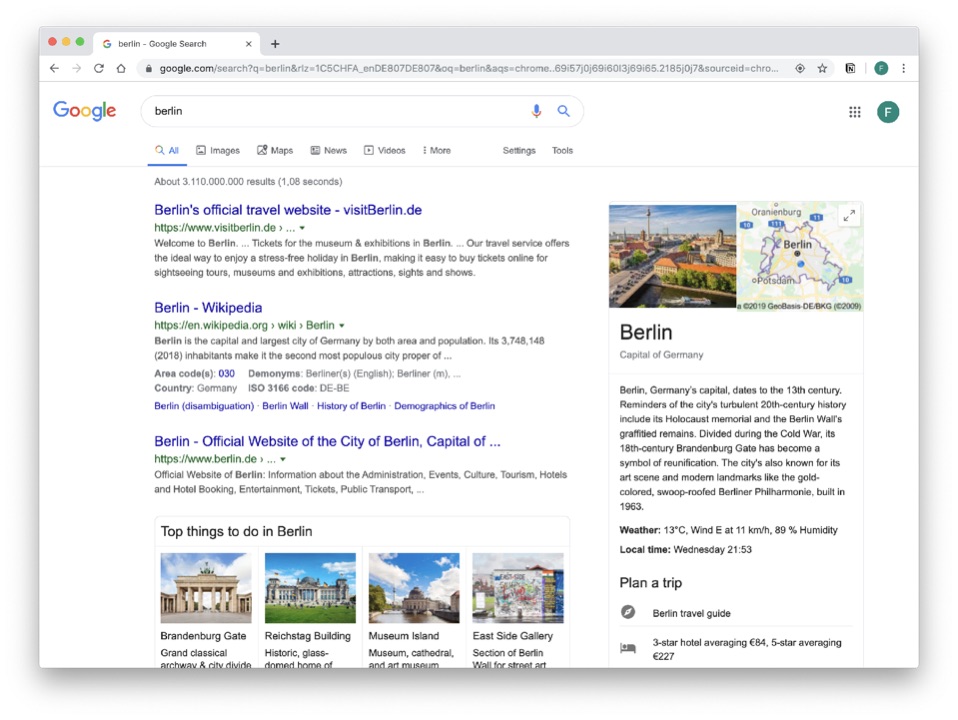 berlin - Google Search
google.com/search?q=berlin&rlz=1C5CHFA_enDE807DE807&oq=berlin&aqs=chrome..69i57j0j69i60l3j69i65.2185j0j7&sourceid=chro...
F
Google
berlin
F
All Images Maps News Videos More Settings Tools
About 3.110.000.000 results (1,08 seconds)
Berlin's official travel website - visitBerlin.de
https://www.visitberlin.de › ...
Welcome to Berlin. ... Tickets for the museum & exhibitions in Berlin. ... Our travel service offers
the ideal way to enjoy a stress-free holiday in Berlin, making it easy to buy tickets online for
sightseeing tours, museums and exhibitions, attractions, sights and shows.
Berlin - Wikipedia
https://en.wikipedia.org › wiki › Berlin
Berlin is the capital and largest city of Germany by both area and population. Its 3,748,148
(2018) inhabitants make it the second most populous city proper of ...
Area code(s): 030 Demonyms: Berliner(s) (English); Berliner (m), ...
Country: Germany ISO 3166 code: DE-BE
Berlin (disambiguation) · Berlin Wall · History of Berlin · Demographics of Berlin
Berlin - Official Website of the City of Berlin, Capital of ...
https://www.berlin.de › ...
Official Website of Berlin: Information about the Administration, Events, Culture, Tourism, Hotels
and Hotel Booking, Entertainment, Tickets, Public Transport, ...
Top things to do in Berlin
Brandenburg Gate
Grand classical
archway & city divide
Reichstag Building
Historic, glass-
domed home of
Museum Island
Museum, cathedral,
and art museum
East Side Gallery
Section of Berlin
Wall for street art
Oranienburg
11
10 111
Berlin
Potsdam
10
a ©2019 GeoBasis-DE/BKG (©2009)
Berlin
Capital of Germany
Berlin, Germany's capital, dates to the 13th century.
Reminders of the city's turbulent 20th-century history
include its Holocaust memorial and the Berlin Wall's
graffitied remains. Divided during the Cold War, its
18th-century Brandenburg Gate has become a
symbol of reunification. The city's also known for its
art scene and modern landmarks like the gold-
colored, swoop-roofed Berliner Philharmonie, built in
1963.
Weather: 13°C, Wind E at 11 km/h, 89 % Humidity
Local time: Wednesday 21:53
Plan a trip
Berlin travel guide
3-star hotel averaging €84, 5-star averaging
€227